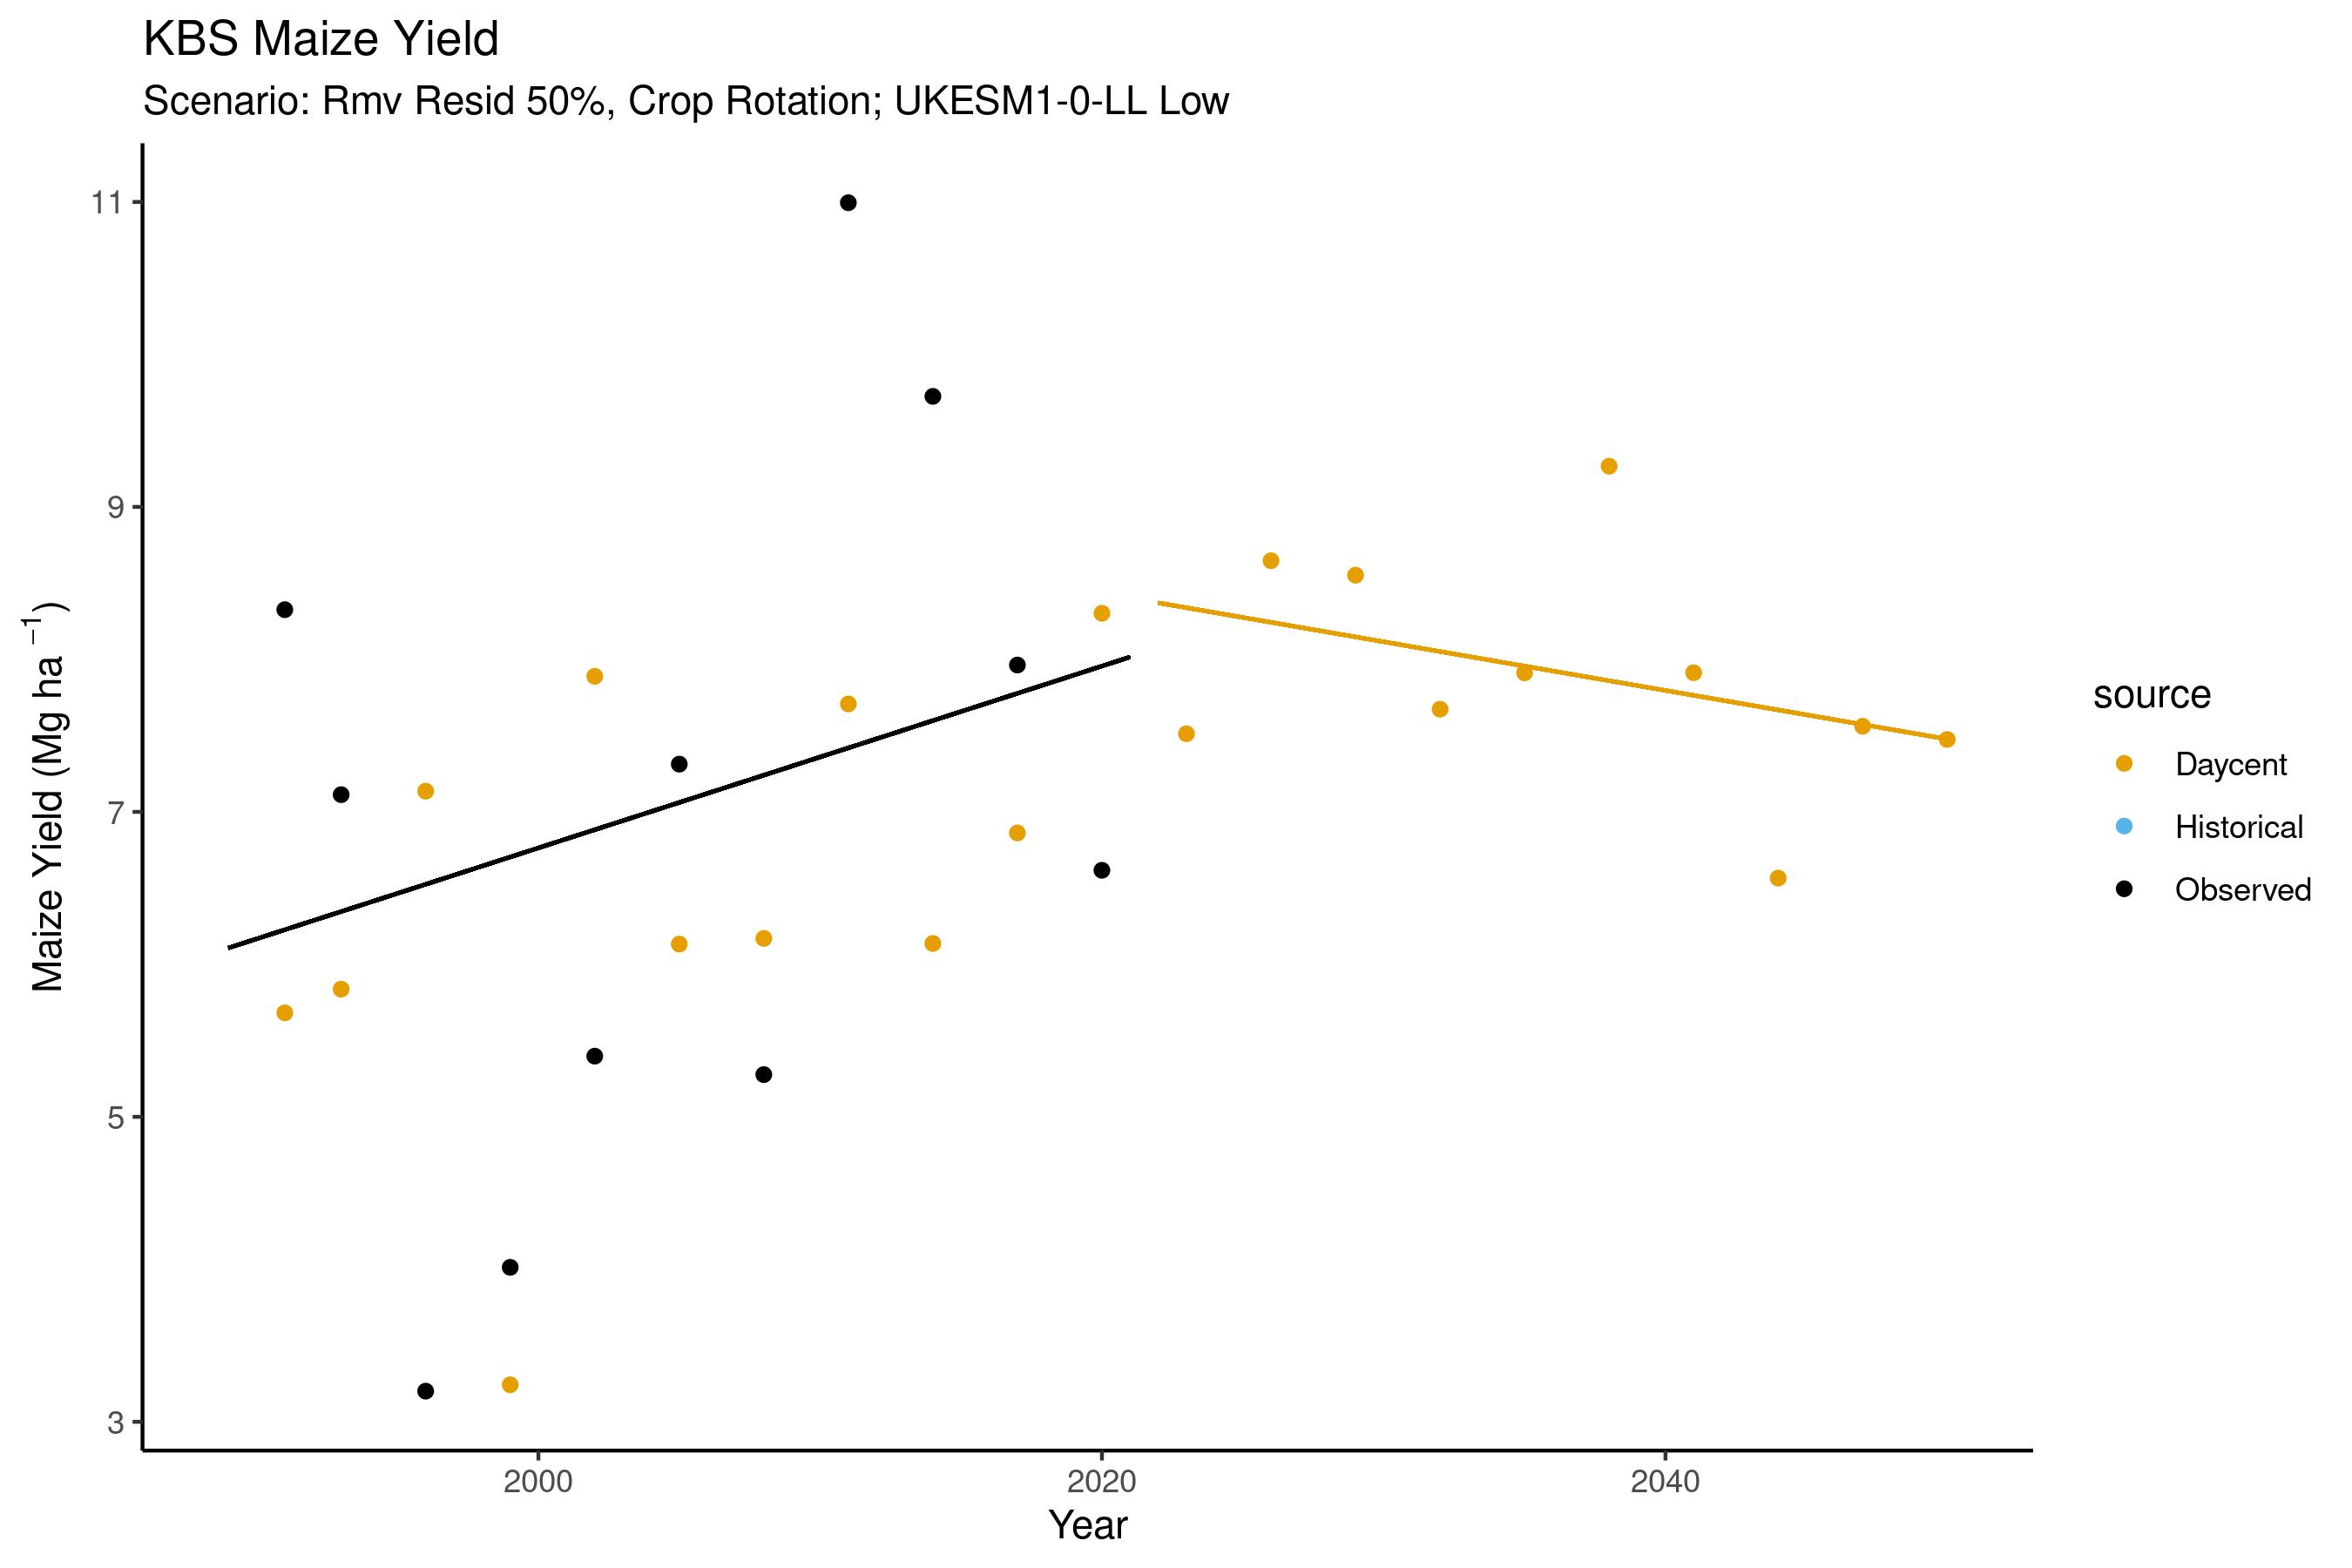 KBS Maize Yield
Scenario: Rmv Resid 50%, Crop Rotation; UKESM1-0-LL Low
11
9
7
5
3
Maize Yield (Mg ha⁻¹)
2000
2020
2040
Year
source
Daycent
Historical
Observed